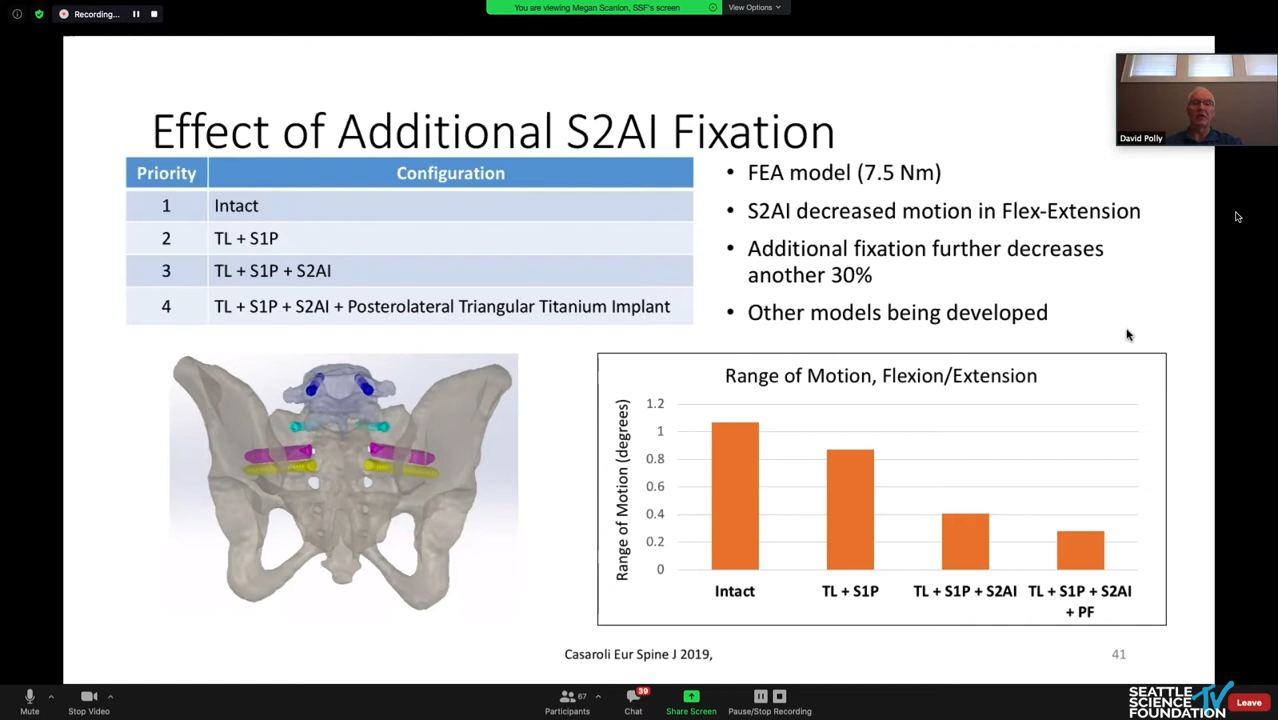 Recording...
You are viewing Megan Scanlon, SSF's screen
View Options
David Polly
Effect of Additional S2AI Fixation
Priority Configuration
1 Intact
2 TL + S1P
3 TL + S1P + S2AI
4 TL + S1P + S2AI + Posterolateral Triangular Titanium Implant
• FEA model (7.5 Nm)
• S2AI decreased motion in Flex-Extension
• Additional fixation further decreases
another 30%
• Other models being developed
Range of Motion, Flexion/Extension
Range of Motion (degrees)
1.2
1
0.8
0.6
0.4
0.2
0
Intact
TL + S1P
TL + S1P + S2AI
TL + S1P + S2AI
+ PF
Casaroli Eur Spine J 2019,
41
Mute
Stop Video
67
Participants
39
Chat
Share Screen
Pause/Stop Recording
SEATTLE
SCIENCE
FOUNDATION
TV
Leave